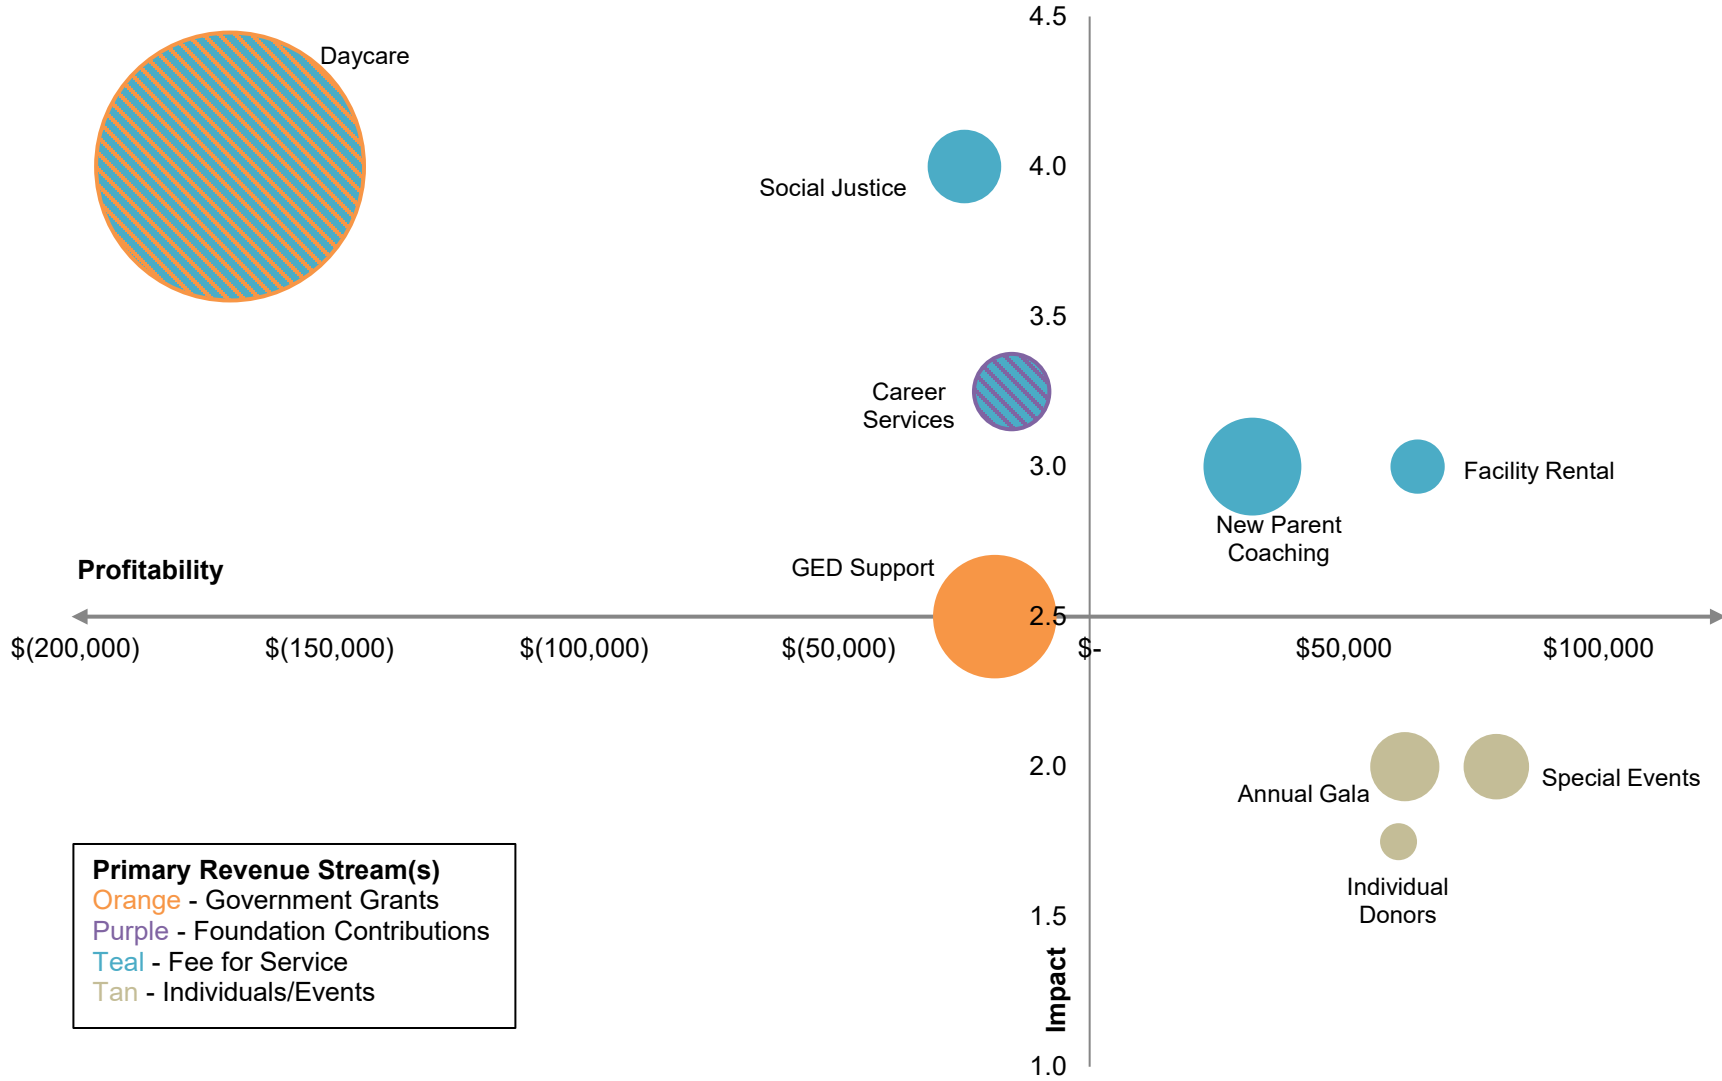 4.5
Daycare
4.0
Social Justice
3.5
Career
Services
3.0
Facility Rental
New Parent
Coaching
GED Support
Profitability
2.5
$(200,000)
$(150,000)
$(100,000)
$(50,000)
$-
$50,000
$100,000
2.0
Annual Gala
Special Events
Individual
Donors
1.5
Impact
1.0
Primary Revenue Stream(s)
Orange - Government Grants
Purple - Foundation Contributions
Teal - Fee for Service
Tan - Individuals/Events